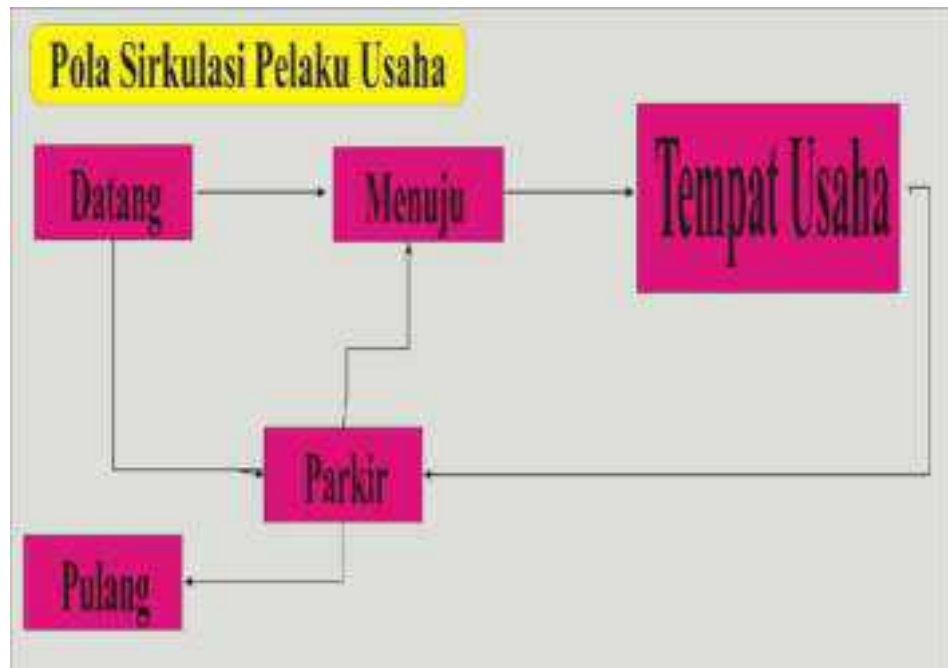 Pola Sirkulasi Pelaku Usaha
Datang
Menuju
Tempat Usaha
Parkir
Pulang